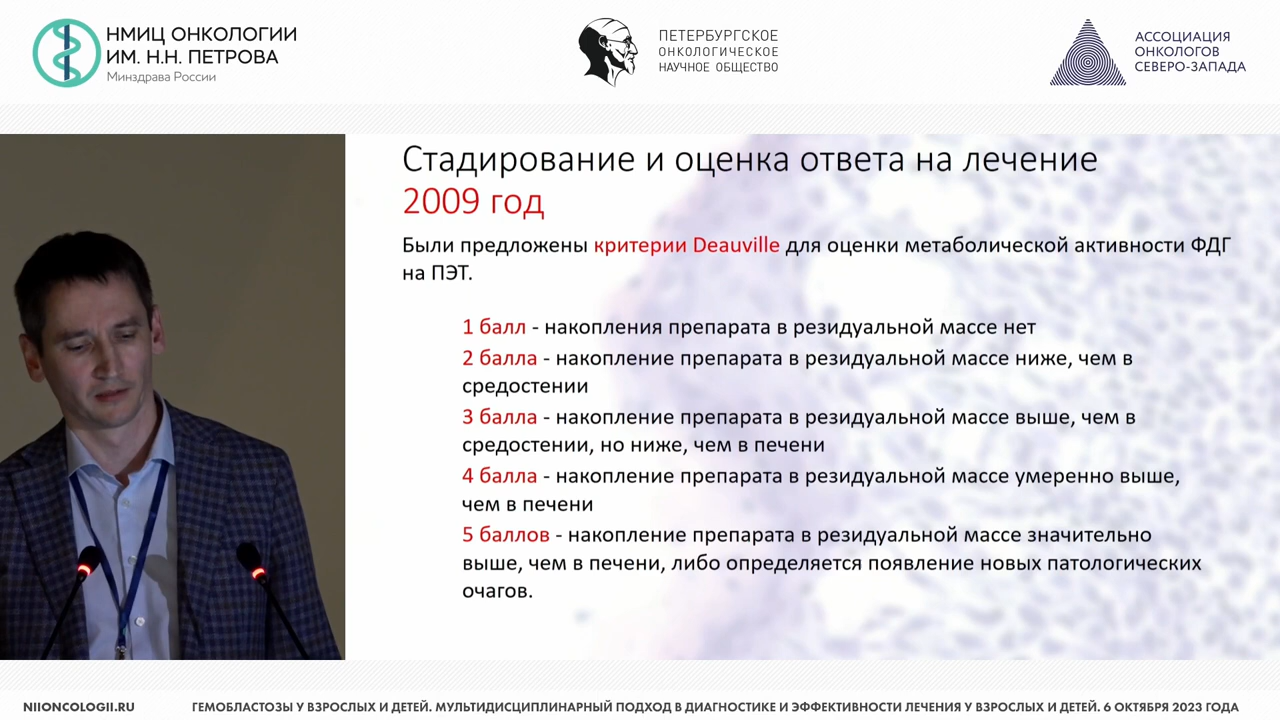 НМИЦ ОНКОЛОГИИ
ИМ. Н.Н. ПЕТРОВА
Минздрава России
ПЕТЕРБУРГСКОЕ
ОНКОЛОГИЧЕСКОЕ
НАУЧНОЕ ОБЩЕСТВО
АССОЦИАЦИЯ
ОНКОЛОГОВ
СЕВЕРО-ЗАПАДА
Стадирование и оценка ответа на лечение
2009 год
Были предложены критерии Deauville для оценки метаболической активности ФДГ
на ПЭТ.
1 балл - накопления препарата в резидуальной массе нет
2 балла - накопление препарата в резидуальной массе ниже, чем в
средостении
3 балла - накопление препарата в резидуальной массе выше, чем в
средостении, но ниже, чем в печени
4 балла - накопление препарата в резидуальной массе умеренно выше,
чем в печени
5 баллов - накопление препарата в резидуальной массе значительно
выше, чем в печени, либо определяется появление новых патологических
очагов.
NIIONCOLOGII.RU
ГЕМОБЛАСТОЗЫ У ВЗРОСЛЫХ И ДЕТЕЙ. МУЛЬТИДИСЦИПЛИНАРНЫЙ ПОДХОД В ДИАГНОСТИКЕ И ЭФФЕКТИВНОСТИ ЛЕЧЕНИЯ У ВЗРОСЛЫХ И ДЕТЕЙ. 6 ОКТЯБРЯ 2023 ГОДА